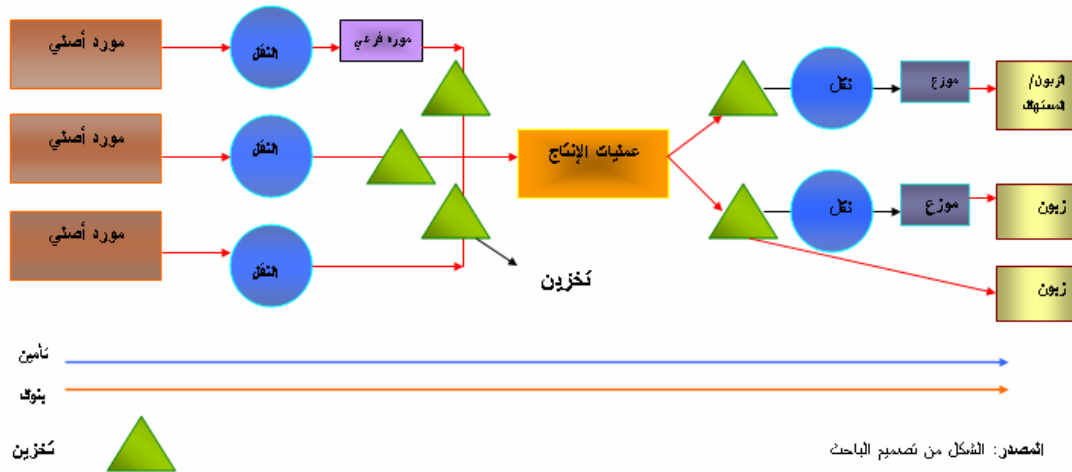 مورد أصلي
النقل
مورد فرعي
نقل
موزع
الزبون/
المستهلك
مورد أصلي
النقل
عمليات الإنتاج
مورد أصلي
النقل
نقل
موزع
زبون
زبون
تخزين
تأمين
بنوك
تخزين
المصدر: الشكل من تصميم الباحث